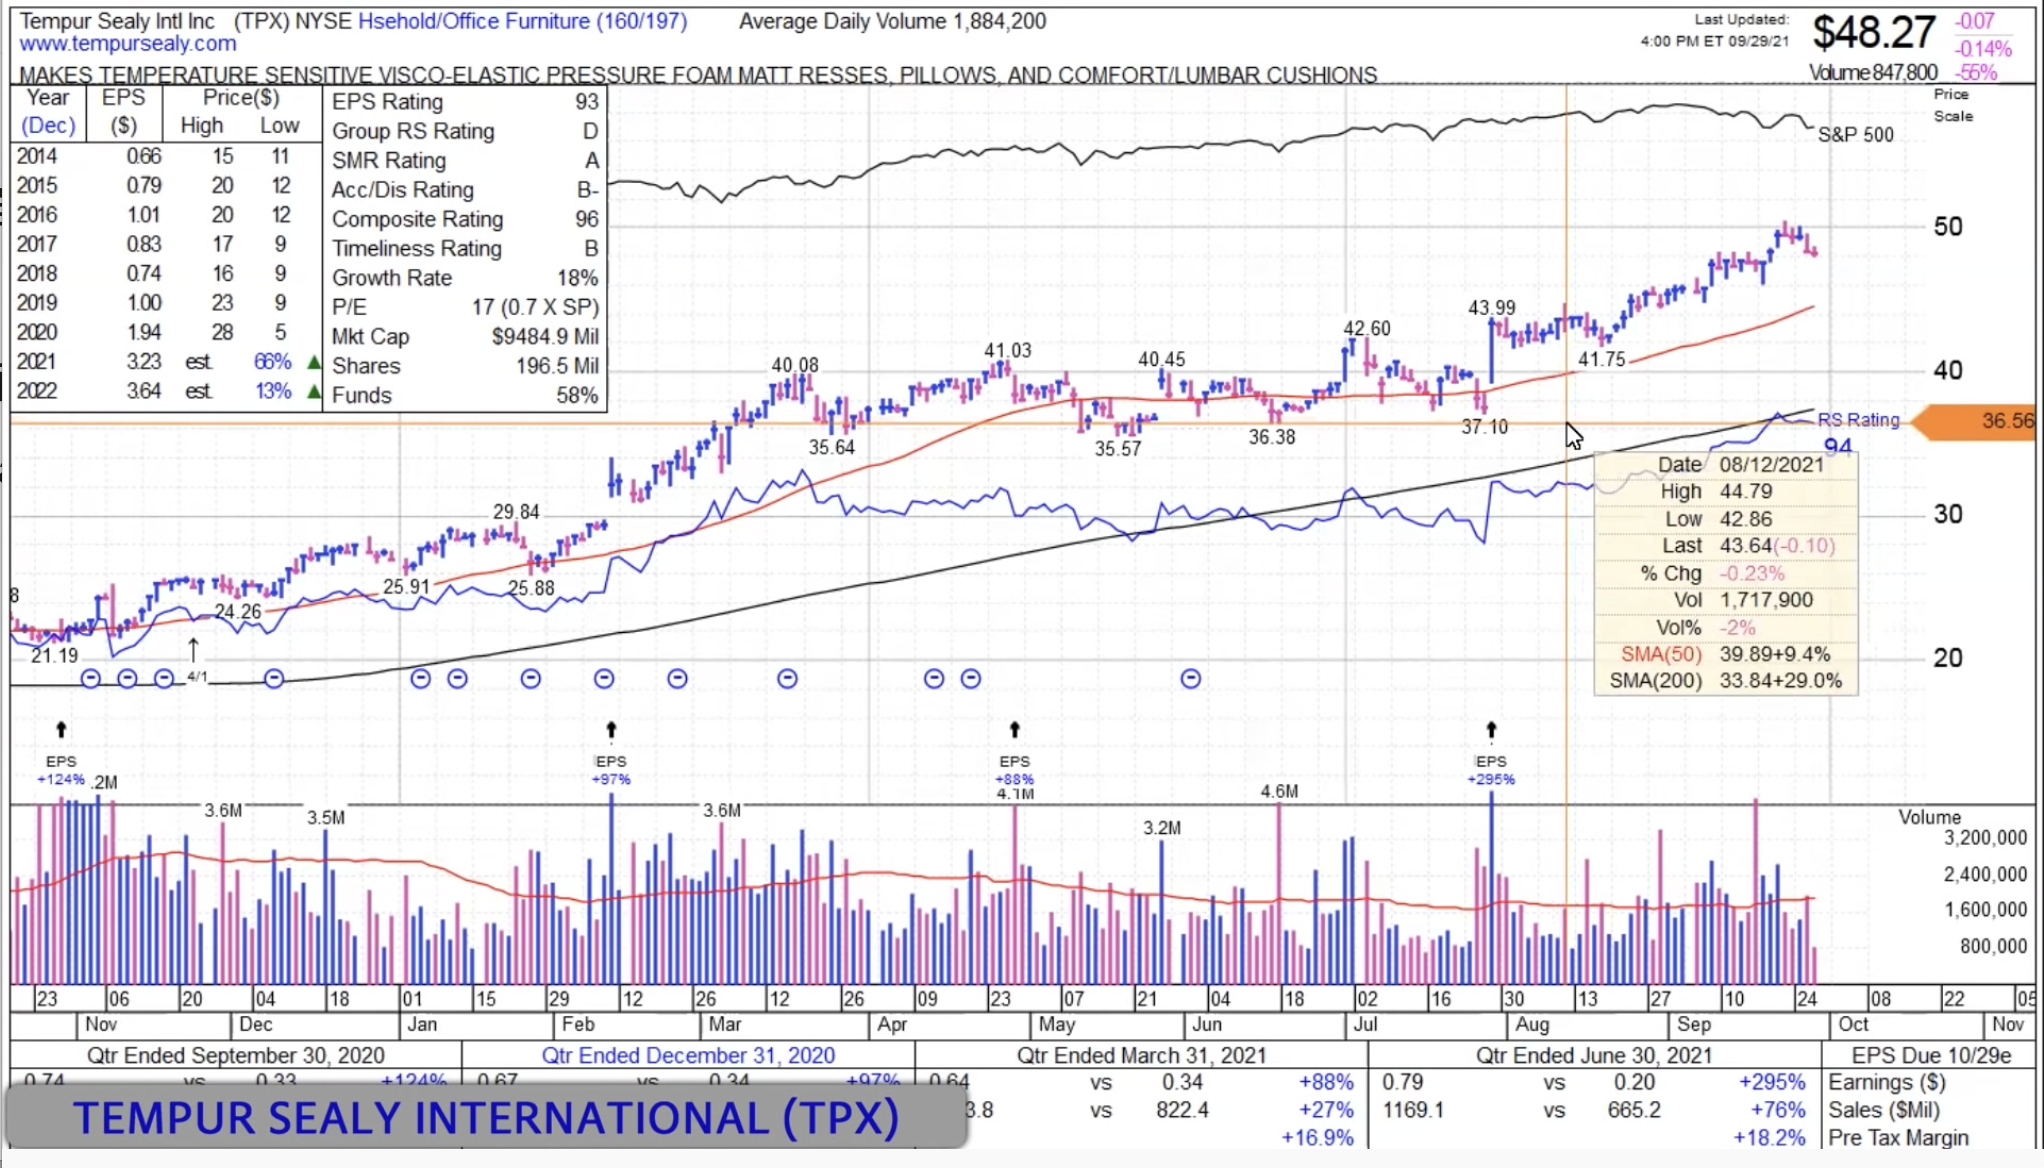 Tempur Sealy Intl Inc (TPX) NYSE Hsehold/Office Furniture (160/197) Average Daily Volume 1,884,200
www.tempursealy.com
Last Updated:
4:00 PM ET 09/29/21
$48.27
-0.07
-0.14%
Volume 847,800 -55%
MAKES TEMPERATURE SENSITIVE VISCO-ELASTIC PRESSURE FOAM MATT RESSES, PILLOWS, AND COMFORT/LUMBAR CUSHIONS
Year EPS Price($)
(Dec) ($) High Low
2014 0.66 15 11
2015 0.79 20 12
2016 1.01 20 12
2017 0.83 17 9
2018 0.74 16 9
2019 1.00 23 9
2020 1.94 28 5
2021 3.23 est. 66%
2022 3.64 est. 13%
EPS Rating 93
Group RS Rating D
SMR Rating A
Acc/Dis Rating B-
Composite Rating 96
Timeliness Rating B
Growth Rate 18%
P/E 17 (0.7 X SP)
Mkt Cap $9484.9 Mil
Shares 196.5 Mil
Funds 58%
Price
Scale
S&P 500
50
40
30
20
43.99
42.60
41.03
40.45
40.08
41.75
37.10
36.38
35.57
35.64
29.84
25.88
25.91
24.26
21.19
8
4/1
RS Rating
94
36.56
Date 08/12/2021
High 44.79
Low 42.86
Last 43.64(-0.10)
% Chg -0.23%
Vol 1,717,900
Vol% -2%
SMA(50) 39.89+9.4%
SMA(200) 33.84+29.0%
EPS EPS EPS EPS
+124% +97% +88% +295%
.2M
3.6M
3.5M
3.6M
4.1M
3.2M
4.6M
Volume
3,200,000
2,400,000
1,600,000
800,000
23 06 20 04 18 01 15 29 12 26 12 26 09 23 07 21 04 18 02 16 30 13 27 10 24 08 22 05
Nov Dec Jan Feb Mar Apr May Jun Jul Aug Sep Oct Nov
Qtr Ended September 30, 2020 Qtr Ended December 31, 2020 Qtr Ended March 31, 2021 Qtr Ended June 30, 2021 EPS Due 10/29e
0.74 vs 0.33 +124% 0.67 vs 0.34 +97% 0.64 vs 0.34 +88% 0.79 vs 0.20 +295% Earnings ($)
3.8 vs 822.4 +27% 1169.1 vs 665.2 +76% Sales ($Mil)
+16.9% +18.2% Pre Tax Margin
TEMPUR SEALY INTERNATIONAL (TPX)